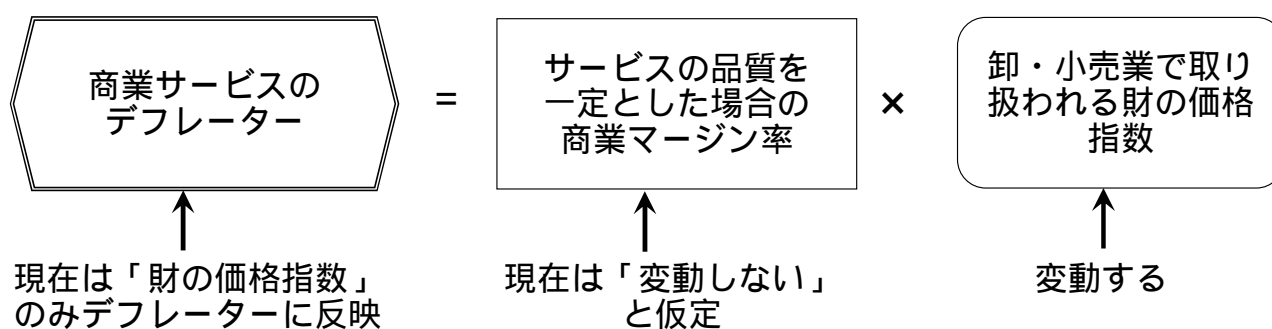 商業サービスの
デフレーター
=
サービスの品質を
一定とした場合の
商業マージン率
×
卸・小売業で取り
扱われる財の価格
指数
現在は「財の価格指数」
のみデフレーターに反映
現在は「変動しない」
と仮定
変動する